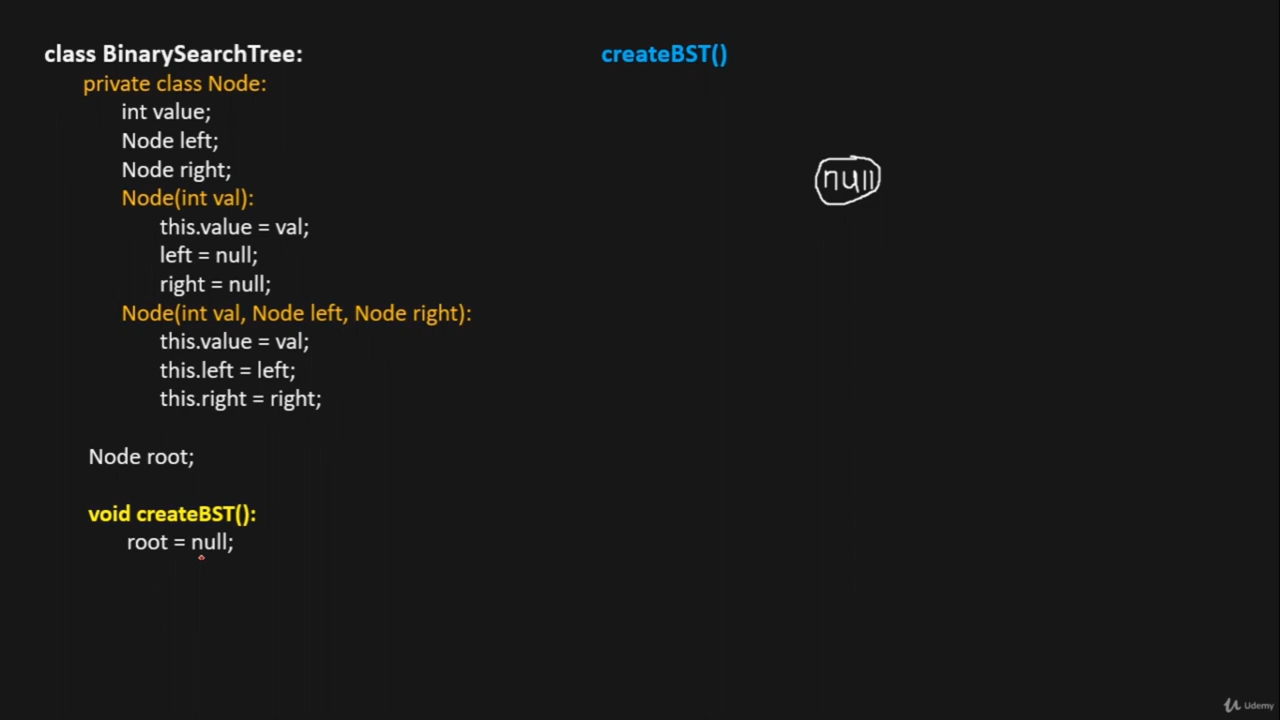 class BinarySearchTree:
private class Node:
int value;
Node left;
Node right;
Node(int val):
this.value = val;
left = null;
right = null;
Node(int val, Node left, Node right):
this.value = val;
this.left = left;
this.right = right;
Node root;
void createBST():
root = null;
createBST()
null
Udemy